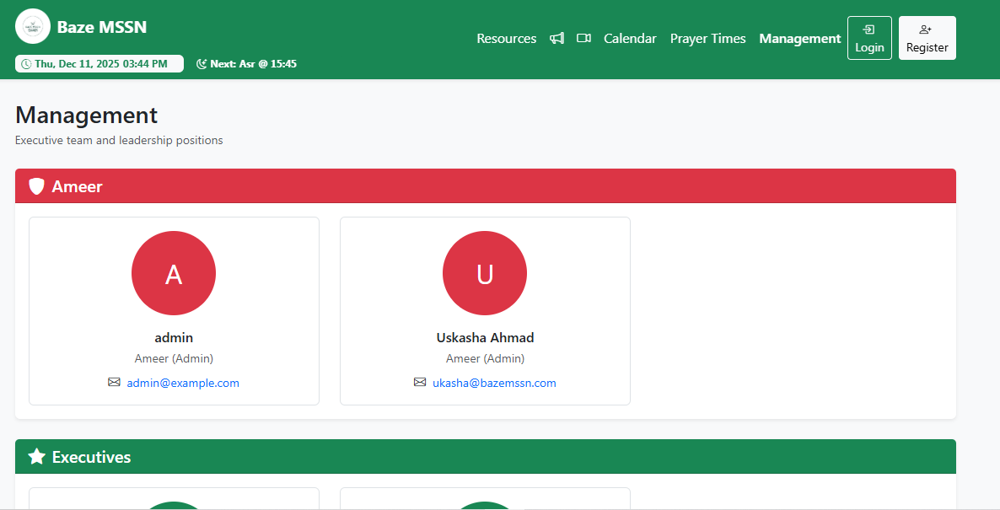 Baze MSSN
Thu, Dec 11, 2025 03:44 PM
Next: Asr @ 15:45
Resources
Calendar
Prayer Times
Management
Login
Register
Management
Executive team and leadership positions
Ameer
A
admin
Ameer (Admin)
admin@example.com
U
Uskasha Ahmad
Ameer (Admin)
ukasha@bazemssn.com
Executives